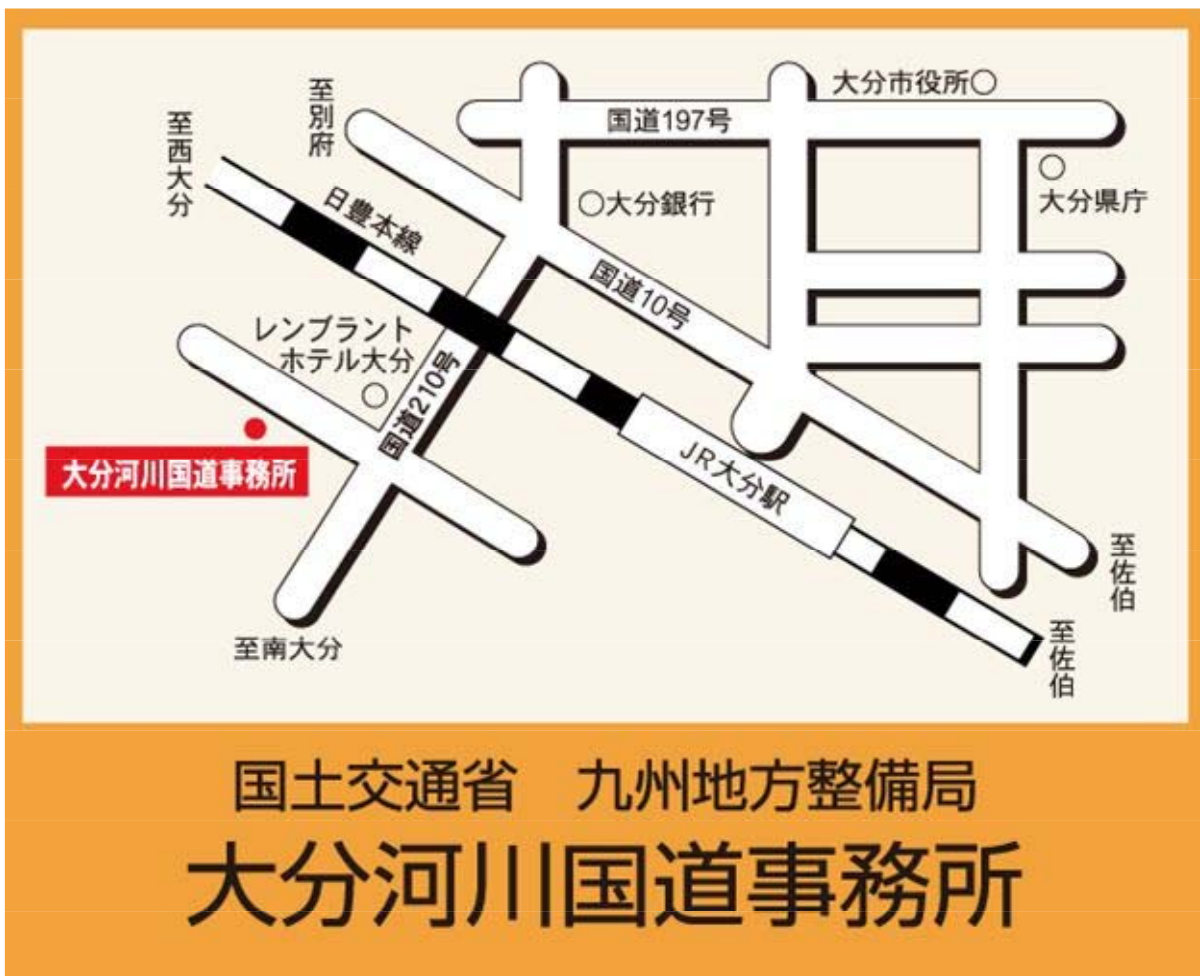 大分市役所
至別府
国道197号
至西大分
大分銀行
大分県庁
日豊本線
国道10号
レンブラント
ホテル大分
国道210号
大分河川国道事務所
JR大分駅
至佐伯
至佐伯
至南大分
国土交通省　九州地方整備局
大分河川国道事務所